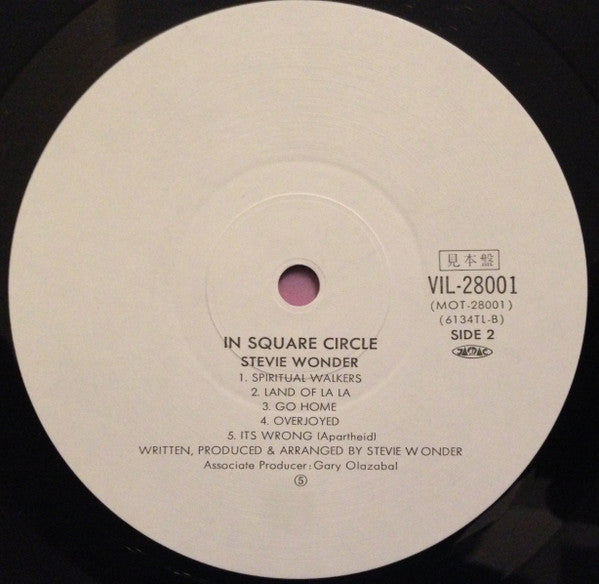 見本盤
VIL-28001
(MOT-28001)
(6134TL-B)
SIDE 2
JASRAC
IN SQUARE CIRCLE
STEVIE WONDER
1. SPIRITUAL WALKERS
2. LAND OF LA LA
3. GO HOME
4. OVERJOYED
5. ITS WRONG (Apartheid)
WRITTEN, PRODUCED & ARRANGED BY STEVIE WONDER
Associate Producer: Gary Olazabal
⑤